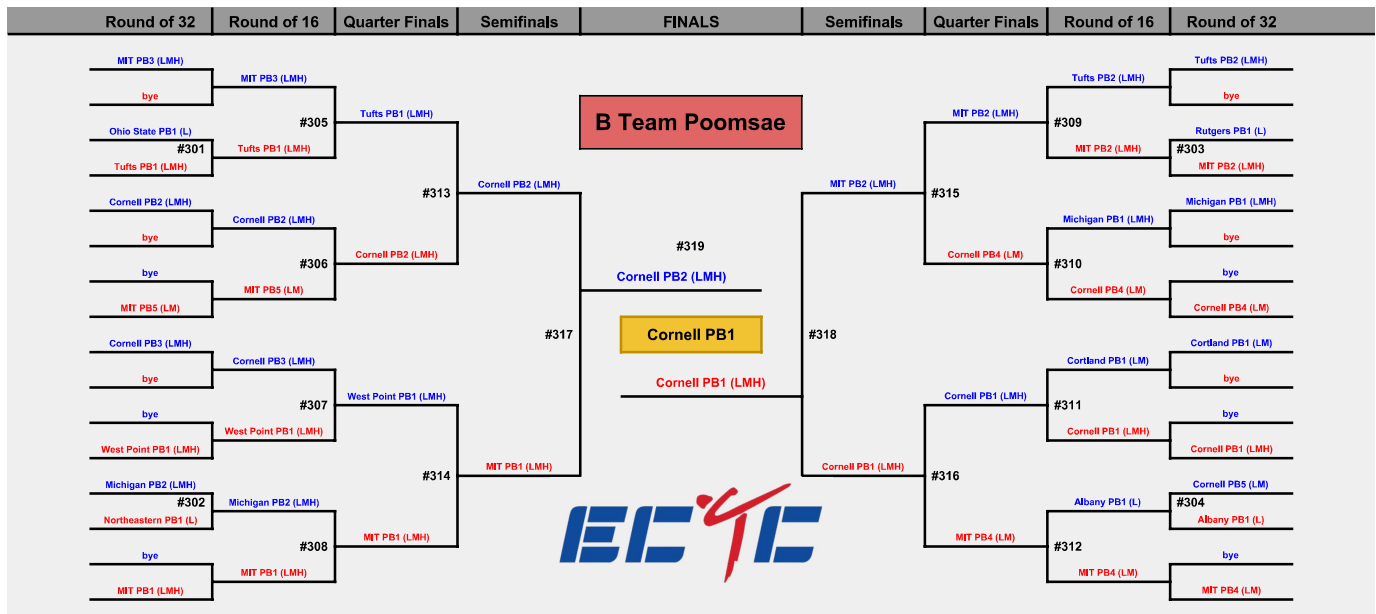 Round of 32 Round of 16 Quarter Finals Semifinals FINALS Semifinals Quarter Finals Round of 16 Round of 32
B Team Poomsae
MIT PB3 (LMH)
bye
Ohio State PB1 (L)
#301
Tufts PB1 (LMH)
Cornell PB2 (LMH)
bye
bye
MIT PB5 (LM)
Cornell PB3 (LMH)
bye
bye
West Point PB1 (LMH)
Michigan PB2 (LMH)
#302
Northeastern PB1 (L)
bye
MIT PB1 (LMH)
MIT PB3 (LMH)
#305
Tufts PB1 (LMH)
Cornell PB2 (LMH)
#306
MIT PB5 (LM)
Cornell PB3 (LMH)
#307
West Point PB1 (LMH)
Michigan PB2 (LMH)
#308
MIT PB1 (LMH)
Tufts PB1 (LMH)
#313
Cornell PB2 (LMH)
West Point PB1 (LMH)
#314
MIT PB1 (LMH)
Cornell PB2 (LMH)
#317
MIT PB1 (LMH)
#319
Cornell PB2 (LMH)
Cornell PB1
Cornell PB1 (LMH)
ECTC
MIT PB2 (LMH)
#318
Cornell PB1 (LMH)
MIT PB2 (LMH)
#315
Cornell PB4 (LM)
Cornell PB1 (LMH)
#316
MIT PB4 (LM)
Tufts PB2 (LMH)
#309
MIT PB2 (LMH)
Michigan PB1 (LMH)
#310
Cornell PB4 (LM)
Cortland PB1 (LM)
#311
Cornell PB1 (LMH)
Albany PB1 (L)
#312
MIT PB4 (LM)
Tufts PB2 (LMH)
bye
Rutgers PB1 (L)
#303
MIT PB2 (LMH)
Michigan PB1 (LMH)
bye
bye
Cornell PB4 (LM)
Cortland PB1 (LM)
bye
bye
Cornell PB1 (LMH)
Cornell PB5 (LM)
#304
Albany PB1 (L)
bye
MIT PB4 (LM)